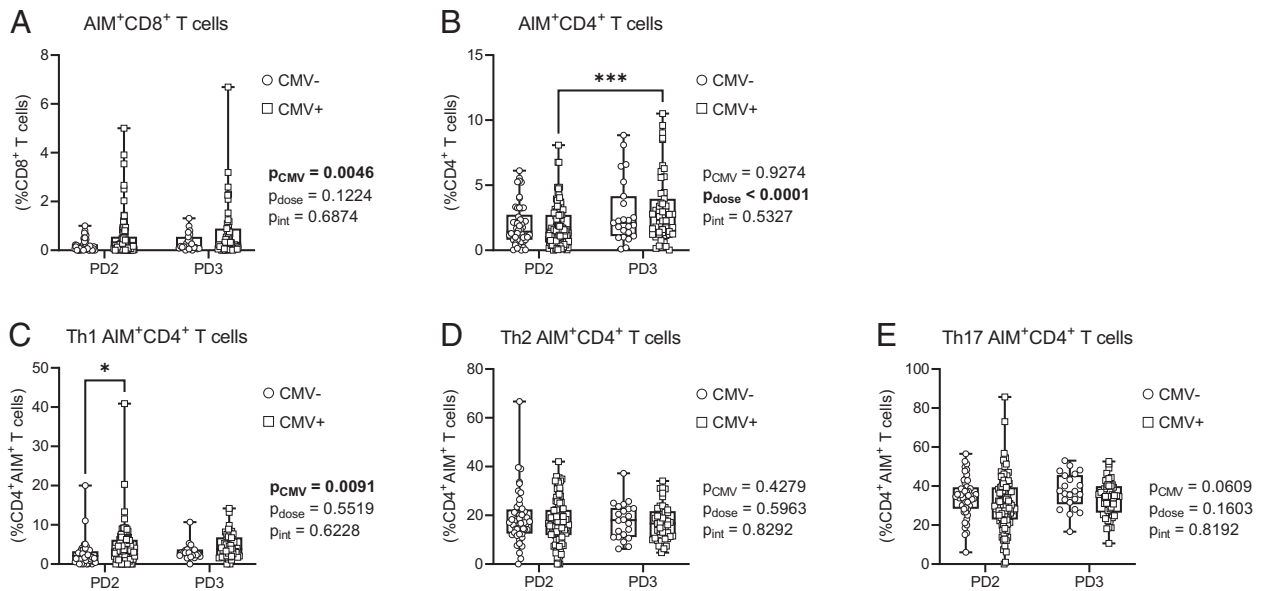 A
AIM⁺CD8⁺ T cells
(%CD8⁺ T cells)
8
6
4
2
0
PD2
PD3
CMV-
CMV+
pCMV = 0.0046
pdose = 0.1224
pint = 0.6874
B
AIM⁺CD4⁺ T cells
(%CD4⁺ T cells)
15
10
5
0
***
PD2
PD3
CMV-
CMV+
pCMV = 0.9274
pdose < 0.0001
pint = 0.5327
C
Th1 AIM⁺CD4⁺ T cells
(%CD4⁺AIM⁺ T cells)
50
40
30
20
10
0
*
PD2
PD3
CMV-
CMV+
pCMV = 0.0091
pdose = 0.5519
pint = 0.6228
D
Th2 AIM⁺CD4⁺ T cells
(%CD4⁺AIM⁺ T cells)
80
60
40
20
0
PD2
PD3
CMV-
CMV+
pCMV = 0.4279
pdose = 0.5963
pint = 0.8292
E
Th17 AIM⁺CD4⁺ T cells
(%CD4⁺ AIM⁺ T cells)
100
80
60
40
20
0
PD2
PD3
CMV-
CMV+
pCMV = 0.0609
pdose = 0.1603
pint = 0.8192